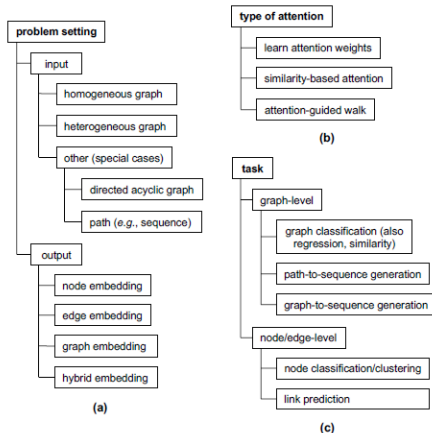 problem setting
input
homogeneous graph
heterogeneous graph
other (special cases)
directed acyclic graph
path (e.g., sequence)
output
node embedding
edge embedding
graph embedding
hybrid embedding
(a)
type of attention
learn attention weights
similarity-based attention
attention-guided walk
(b)
task
graph-level
graph classification (also
regression, similarity)
path-to-sequence generation
graph-to-sequence generation
node/edge-level
node classification/clustering
link prediction
(c)